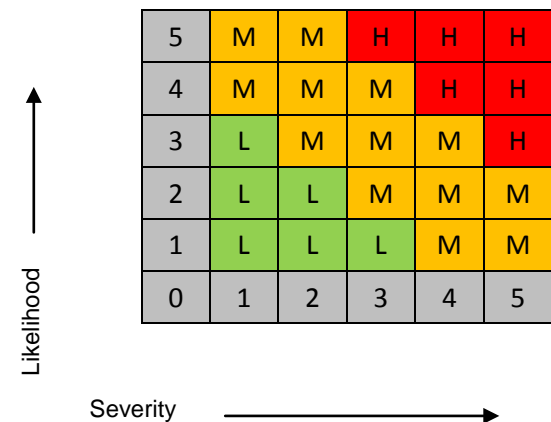 5 M M H H H
4 M M M H H
3 L M M M H
2 L L M M M
1 L L L M M
0 1 2 3 4 5
Likelihood
Severity